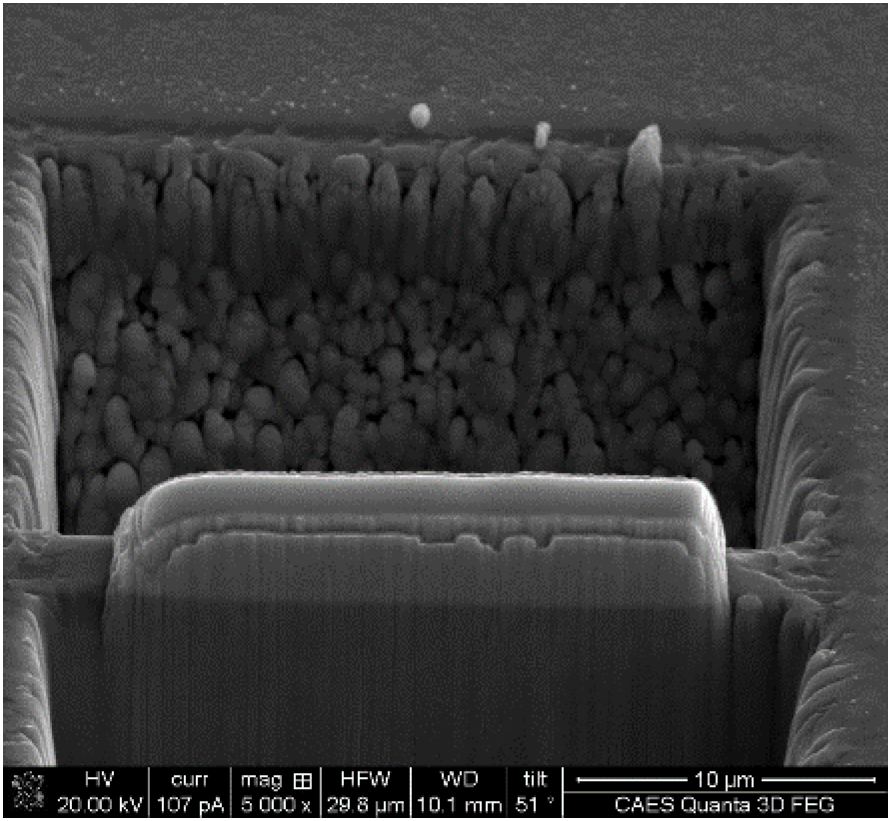 HV curr mag HFW WD tilt 10 µm
20.00 kV 107 pA 5 000 x 29.8 µm 10.1 mm 51 ° CAES Quanta 3D FEG